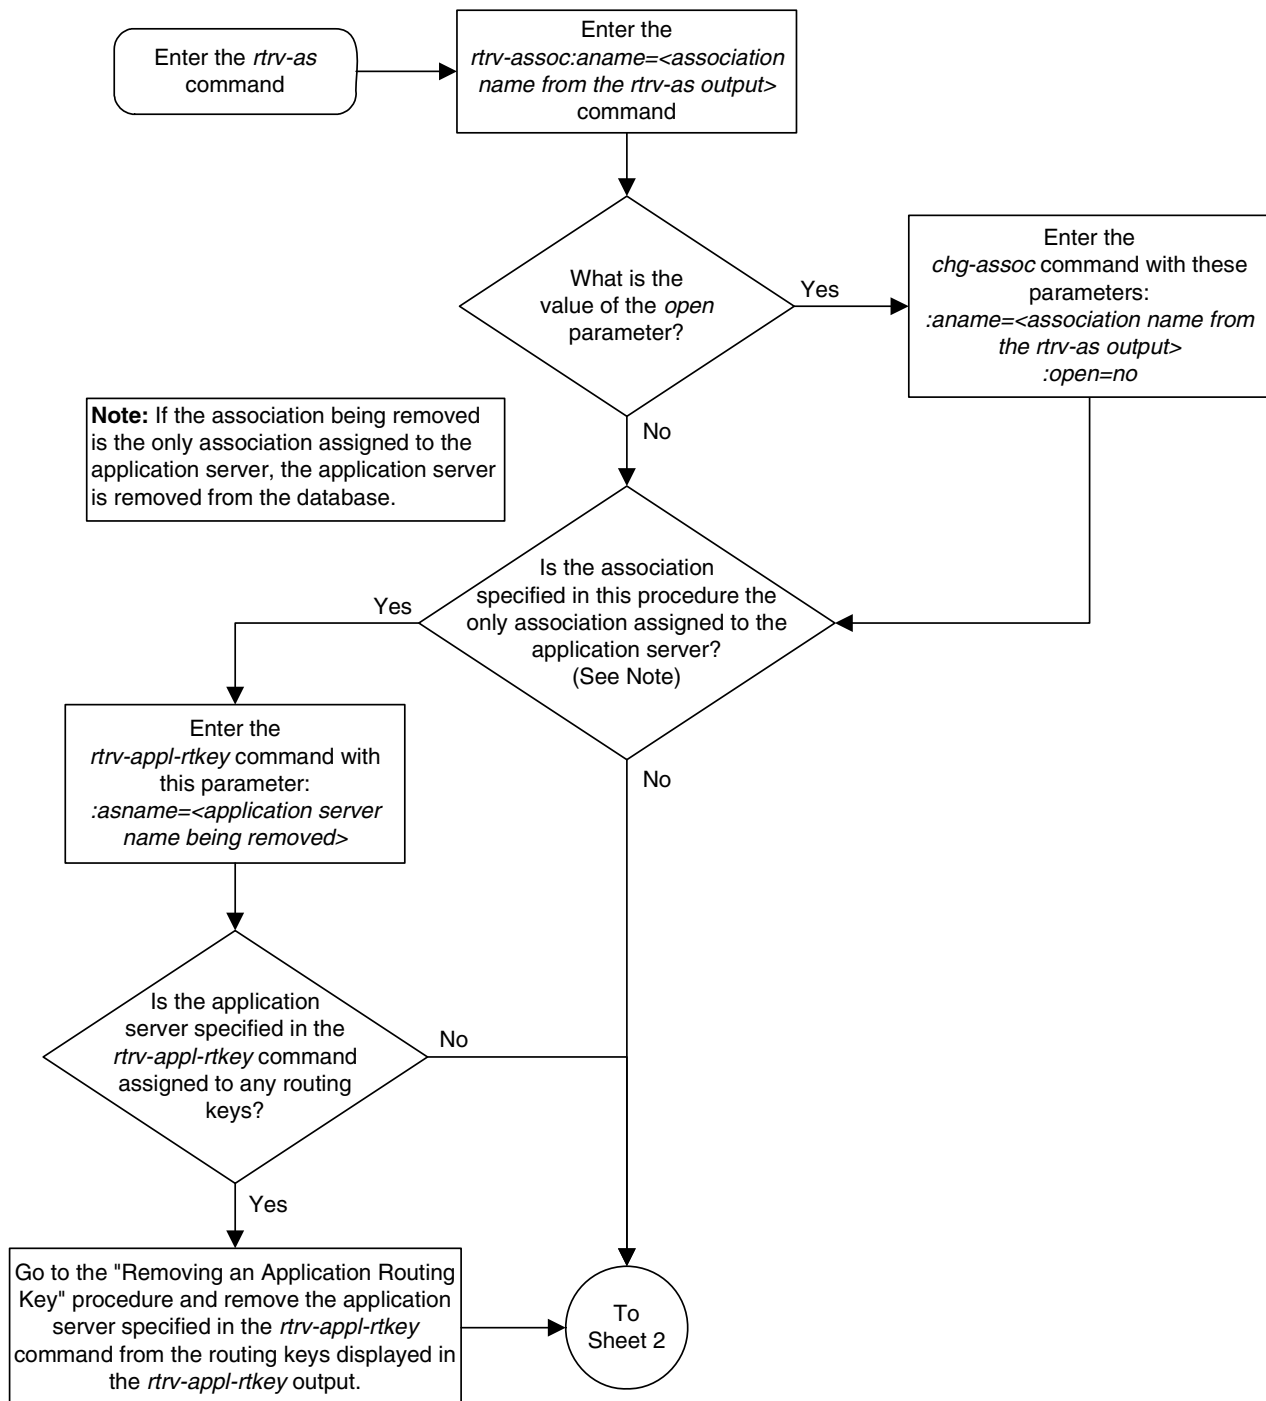 Enter the rtrv-as
command
Enter the
rtrv-assoc:aname=<association
name from the rtrv-as output>
command
What is the
value of the open
parameter?
Yes
Enter the
chg-assoc command with these
parameters:
:aname=<association name from
the rtrv-as output>
:open=no
No
Note: If the association being removed
is the only association assigned to the
application server, the application server
is removed from the database.
Is the association
specified in this procedure the
only association assigned to the
application server?
(See Note)
Yes
No
Enter the
rtrv-appl-rtkey command with
this parameter:
:asname=<application server
name being removed>
Is the application
server specified in the
rtrv-appl-rtkey command
assigned to any routing
keys?
No
Yes
Go to the "Removing an Application Routing
Key" procedure and remove the application
server specified in the rtrv-appl-rtkey
command from the routing keys displayed in
the rtrv-appl-rtkey output.
To
Sheet 2